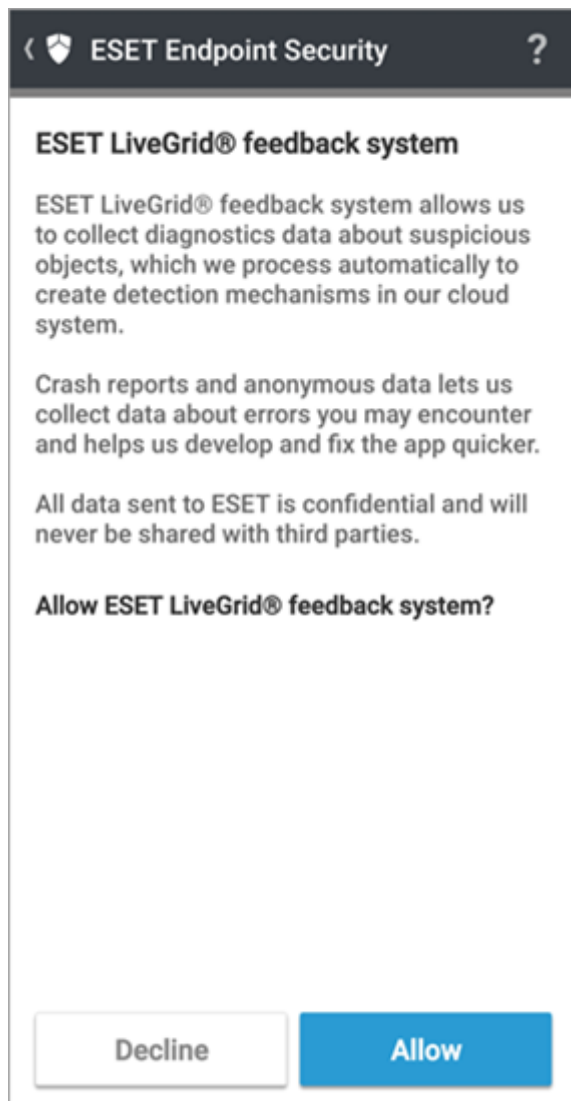 ESET Endpoint Security ?
ESET LiveGrid® feedback system
ESET LiveGrid® feedback system allows us
to collect diagnostics data about suspicious
objects, which we process automatically to
create detection mechanisms in our cloud
system.
Crash reports and anonymous data lets us
collect data about errors you may encounter
and helps us develop and fix the app quicker.
All data sent to ESET is confidential and will
never be shared with third parties.
Allow ESET LiveGrid® feedback system?
Decline Allow